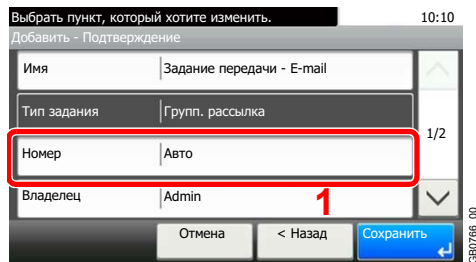 Выбрать пункт, который хотите изменить. 10:10
Добавить - Подтверждение
Имя Задание передачи - E-mail
Тип задания Групп. рассылка
1/2
Номер Авто
Владелец Admin
1
Отмена < Назад Сохранить
GB0766_00